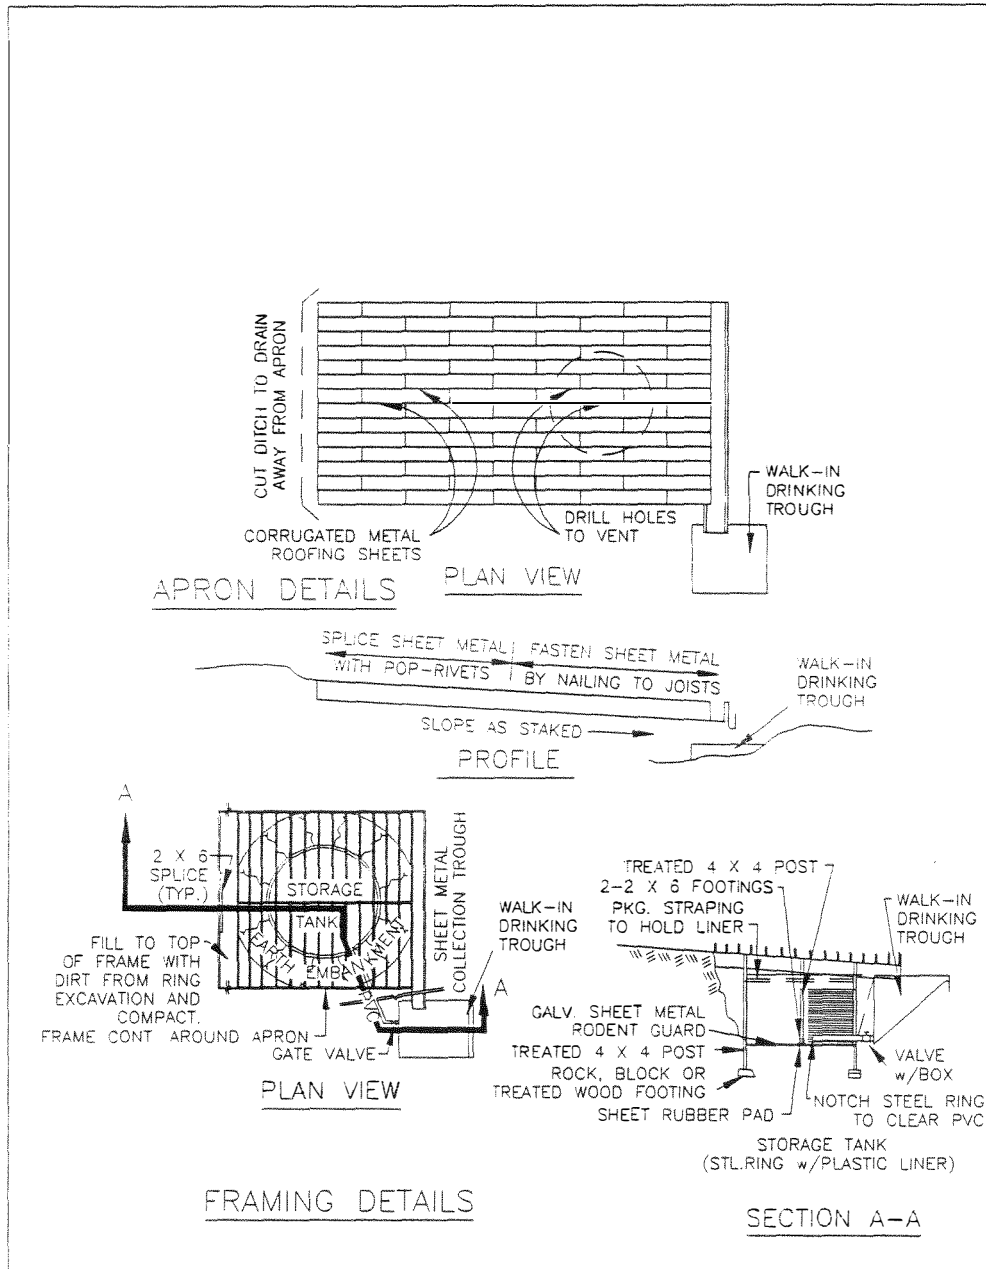 CUT DITCH TO DRAIN
AWAY FROM APRON
WALK-IN
DRINKING
TROUGH
CORRUGATED METAL
ROOFING SHEETS
DRILL HOLES
TO VENT
APRON DETAILS
PLAN VIEW
SPLICE SHEET METAL
WITH POP-RIVETS
FASTEN SHEET METAL
BY NAILING TO JOISTS
WALK-IN
DRINKING
TROUGH
SLOPE AS STAKED
PROFILE
A
2 X 6
SPLICE
(TYP.)
STORAGE
TANK
EARTH EMBANKMENT
SHEET METAL
COLLECTION TROUGH
WALK-IN
DRINKING
TROUGH
FILL TO TOP
OF FRAME WITH
DIRT FROM RING
EXCAVATION AND
COMPACT.
FRAME CONT. AROUND APRON
GATE VALVE
PVC
A
PLAN VIEW
FRAMING DETAILS
TREATED 4 X 4 POST
2-2 X 6 FOOTINGS
PKG. STRAPING
TO HOLD LINER
WALK-IN
DRINKING
TROUGH
GALV. SHEET METAL
RODENT GUARD
TREATED 4 X 4 POST
ROCK, BLOCK OR
TREATED WOOD FOOTING
SHEET RUBBER PAD
VALVE
w/BOX
NOTCH STEEL RING
TO CLEAR PVC
STORAGE TANK
(STL.RING w/PLASTIC LINER)
SECTION A-A